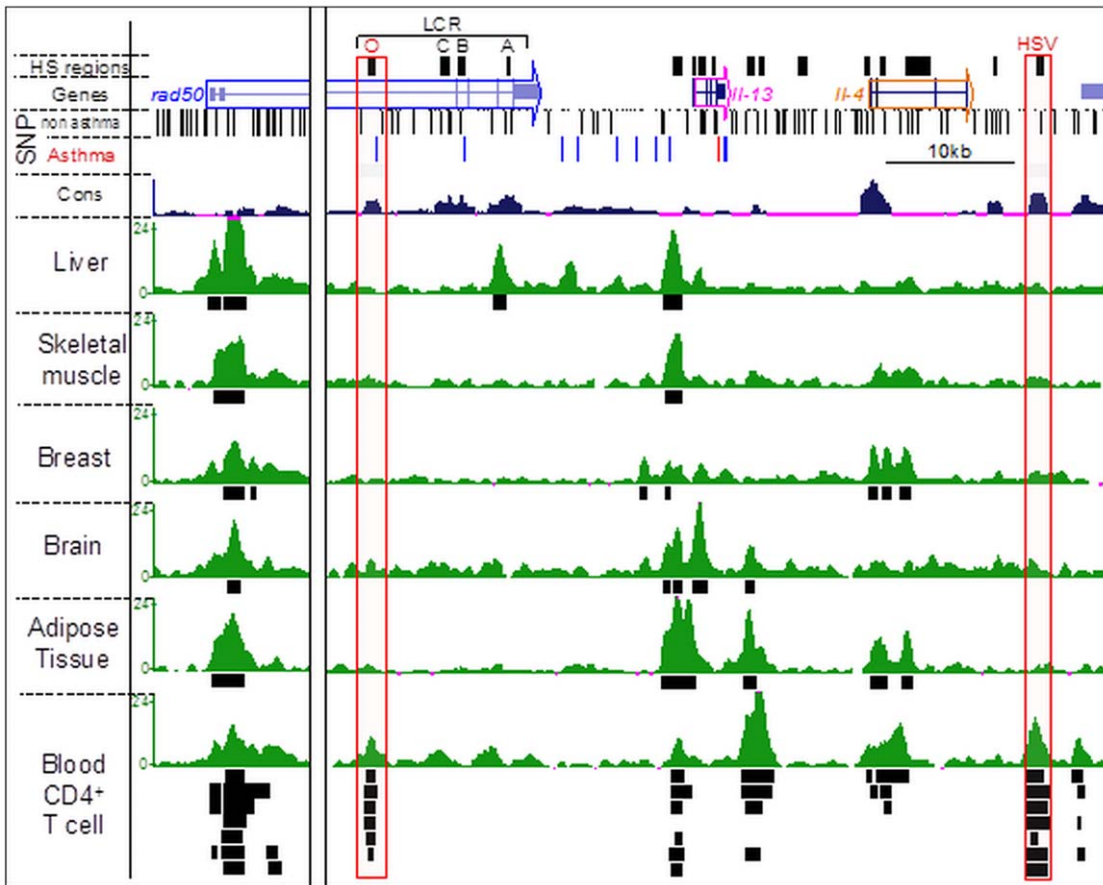 LCR
O C B A HSV
HS regions
Genes rad50 Il-13 Il-4
SNP
non asthma
Asthma 10kb
Cons
24
Liver
0
24
Skeletal
muscle
0
24
Breast
0
24
Brain
0
24
Adipose
Tissue
0
24
Blood
0
CD4+
T cell